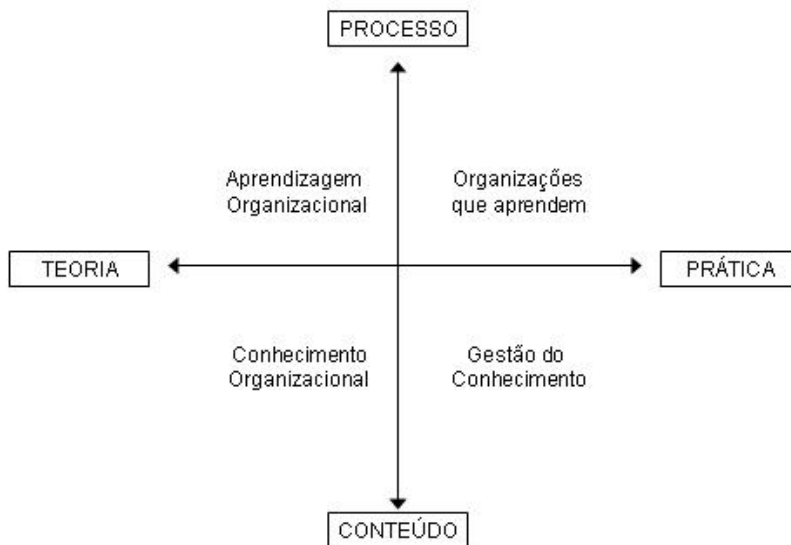 PROCESSO
Aprendizagem
Organizacional
Organizações
que aprendem
TEORIA
PRÁTICA
Conhecimento
Organizacional
Gestão do
Conhecimento
CONTEÚDO